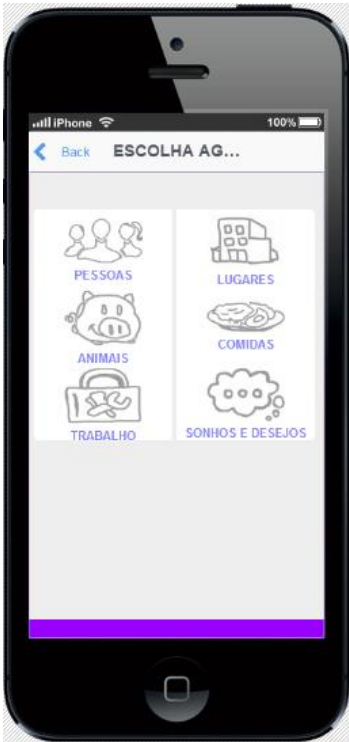 iPhone 100%
Back ESCOLHA AG...
PESSOAS LUGARES
ANIMAIS COMIDAS
TRABALHO SONHOS E DESEJOS